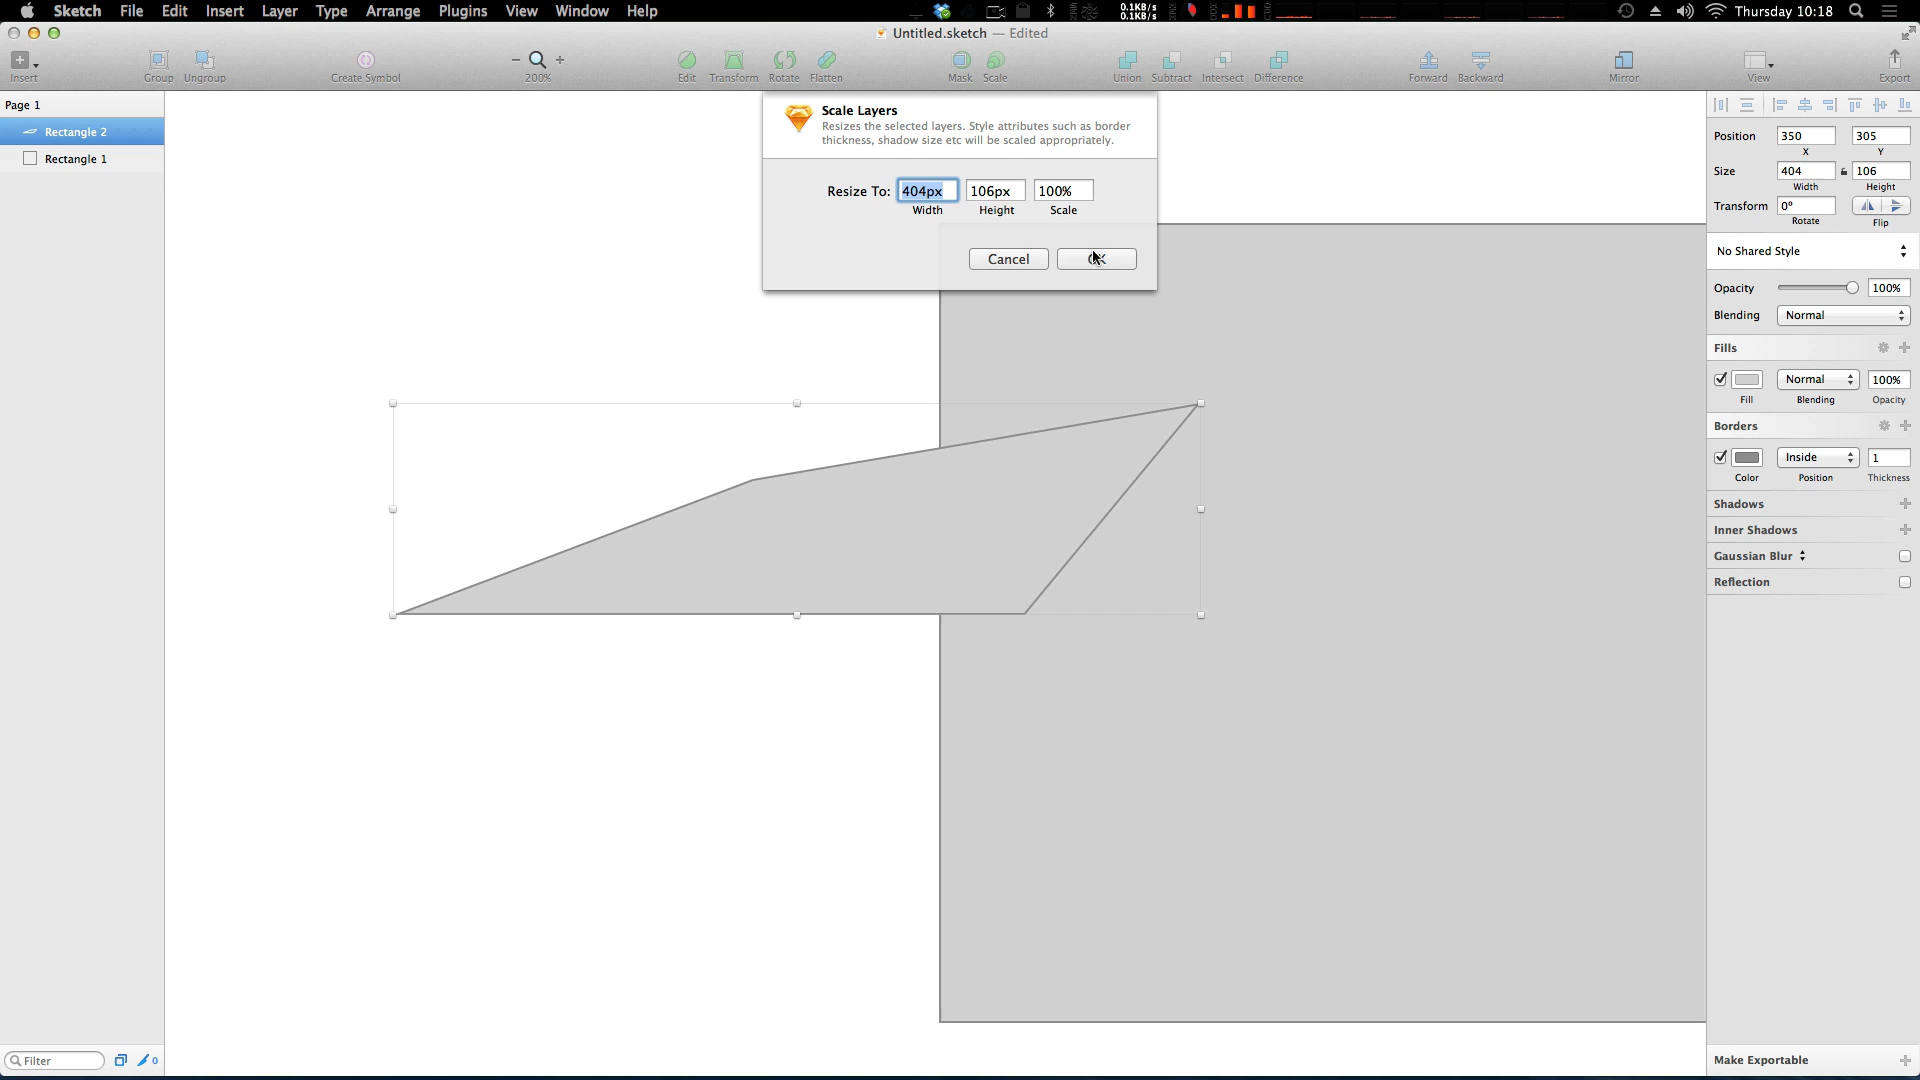 Sketch File Edit Insert Layer Type Arrange Plugins View Window Help
0.1KB/s
0.1KB/s
Thursday 10:18
Untitled.sketch — Edited
Insert Group Ungroup Create Symbol 200% Edit Transform Rotate Flatten Mask Scale Union Subtract Intersect Difference Forward Backward Mirror View Export
Page 1
Rectangle 2
Rectangle 1
Scale Layers
Resizes the selected layers. Style attributes such as border
thickness, shadow size etc will be scaled appropriately.
Resize To: 404px 106px 100%
Width Height Scale
Cancel
Position 350 305
X Y
Size 404 106
Width Height
Transform 0°
Rotate Flip
No Shared Style
Opacity 100%
Blending Normal
Fills
Normal 100%
Fill Blending Opacity
Borders
Inside 1
Color Position Thickness
Shadows
Inner Shadows
Gaussian Blur
Reflection
Filter 0
Make Exportable